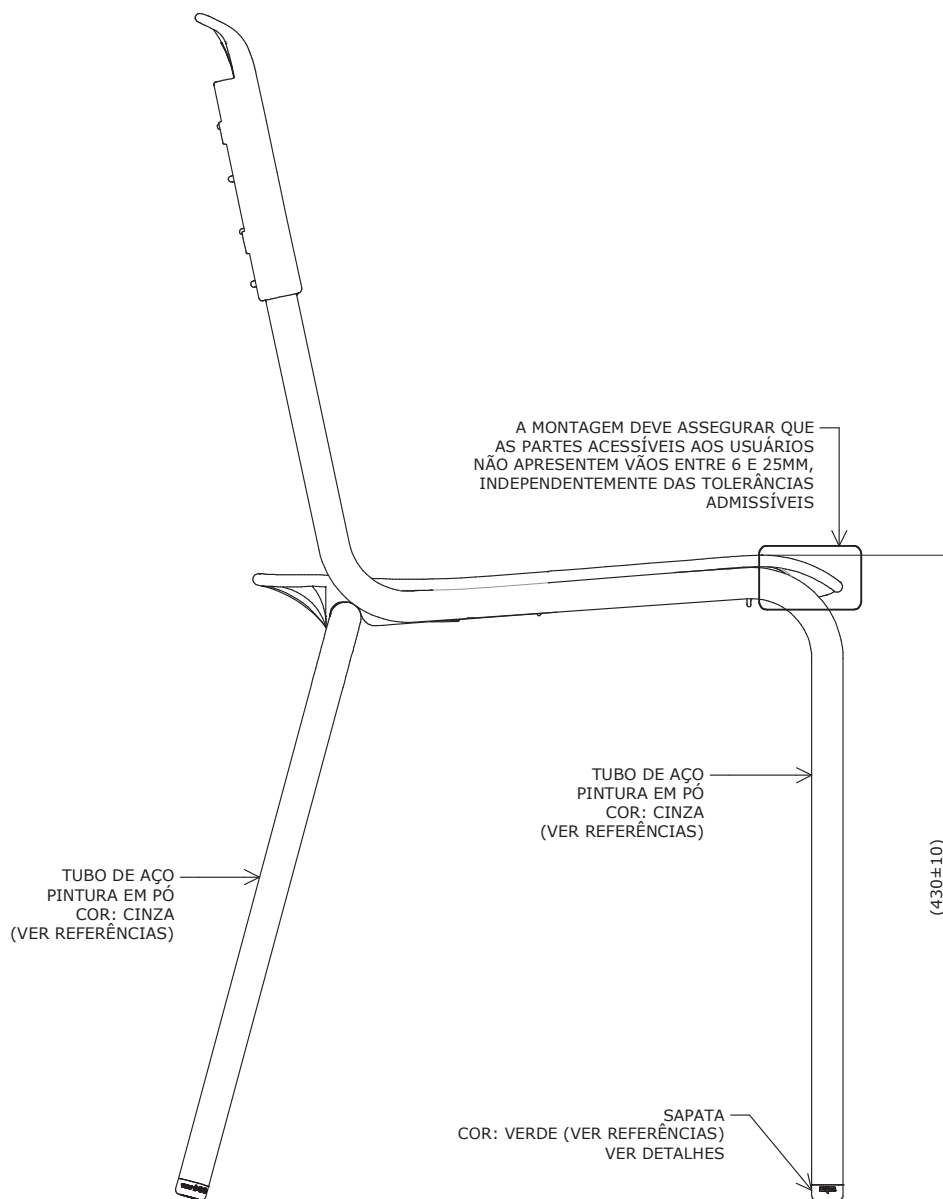 A MONTAGEM DEVE ASSEGURAR QUE
AS PARTES ACESSÍVEIS AOS USUÁRIOS
NÃO APRESENTEM VÃOS ENTRE 6 E 25MM,
INDEPENDENTEMENTE DAS TOLERÂNCIAS
ADMISSÍVEIS
TUBO DE AÇO
PINTURA EM PÓ
COR: CINZA
(VER REFERÊNCIAS)
(430±10)
TUBO DE AÇO
PINTURA EM PÓ
COR: CINZA
(VER REFERÊNCIAS)
SAPATA
COR: VERDE (VER REFERÊNCIAS)
VER DETALHES